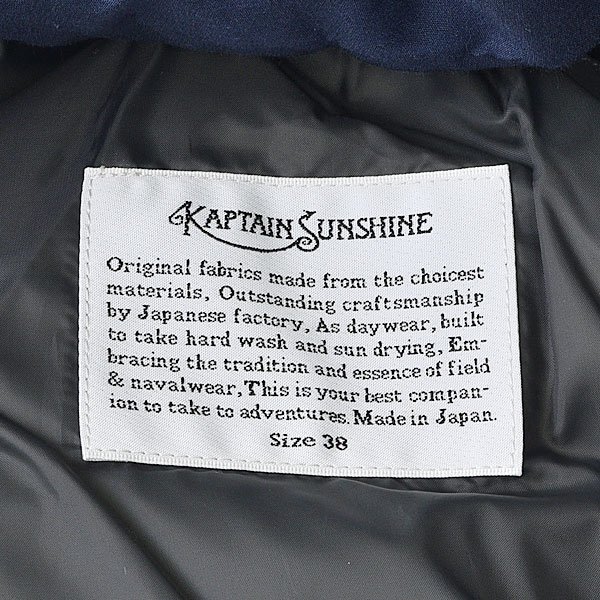 KAPTAIN SUNSHINE
Original fabrics made from the choicest
materials, Outstanding craftsmanship
by Japanese factory, As daywear, built
to take hard wash and sun drying, Em-
bracing the tradition and essence of field
& navalwear, This is your best compan-
ion to take to adventures. Made in Japan.
Size 38